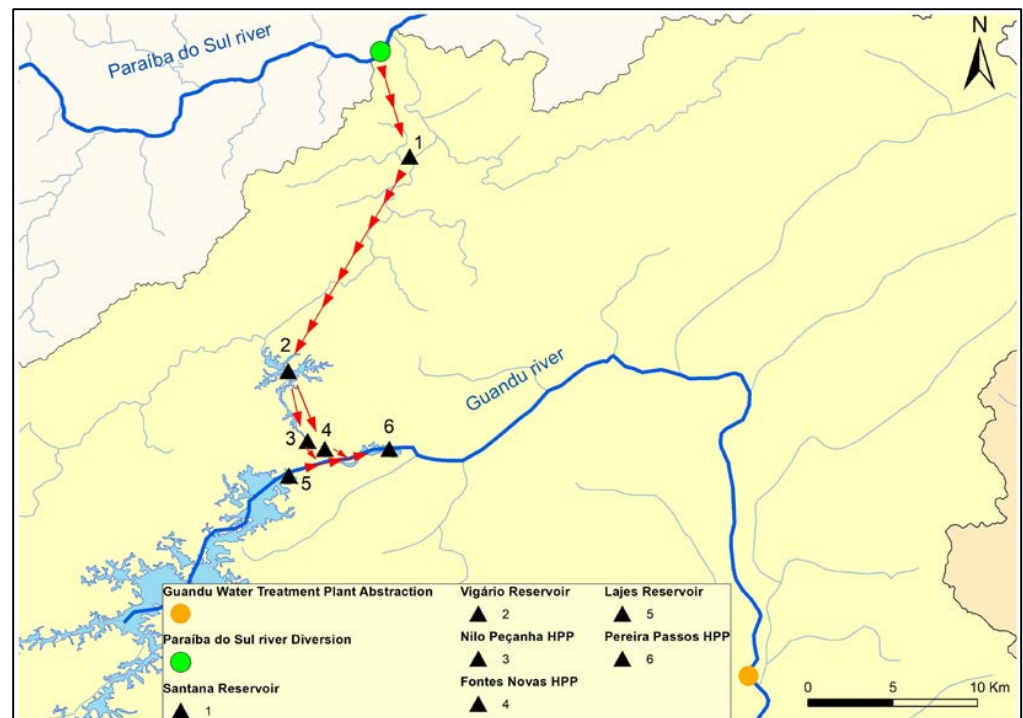 N
Paraíba do Sul river
1
2
Guandu river
3
4
6
5
Guandu Water Treatment Plant Abstraction
Paraíba do Sul river Diversion
Santana Reservoir
1
Vigário Reservoir
2
Nilo Peçanha HPP
3
Fontes Novas HPP
4
Lajes Reservoir
5
Pereira Passos HPP
6
0 5 10 Km